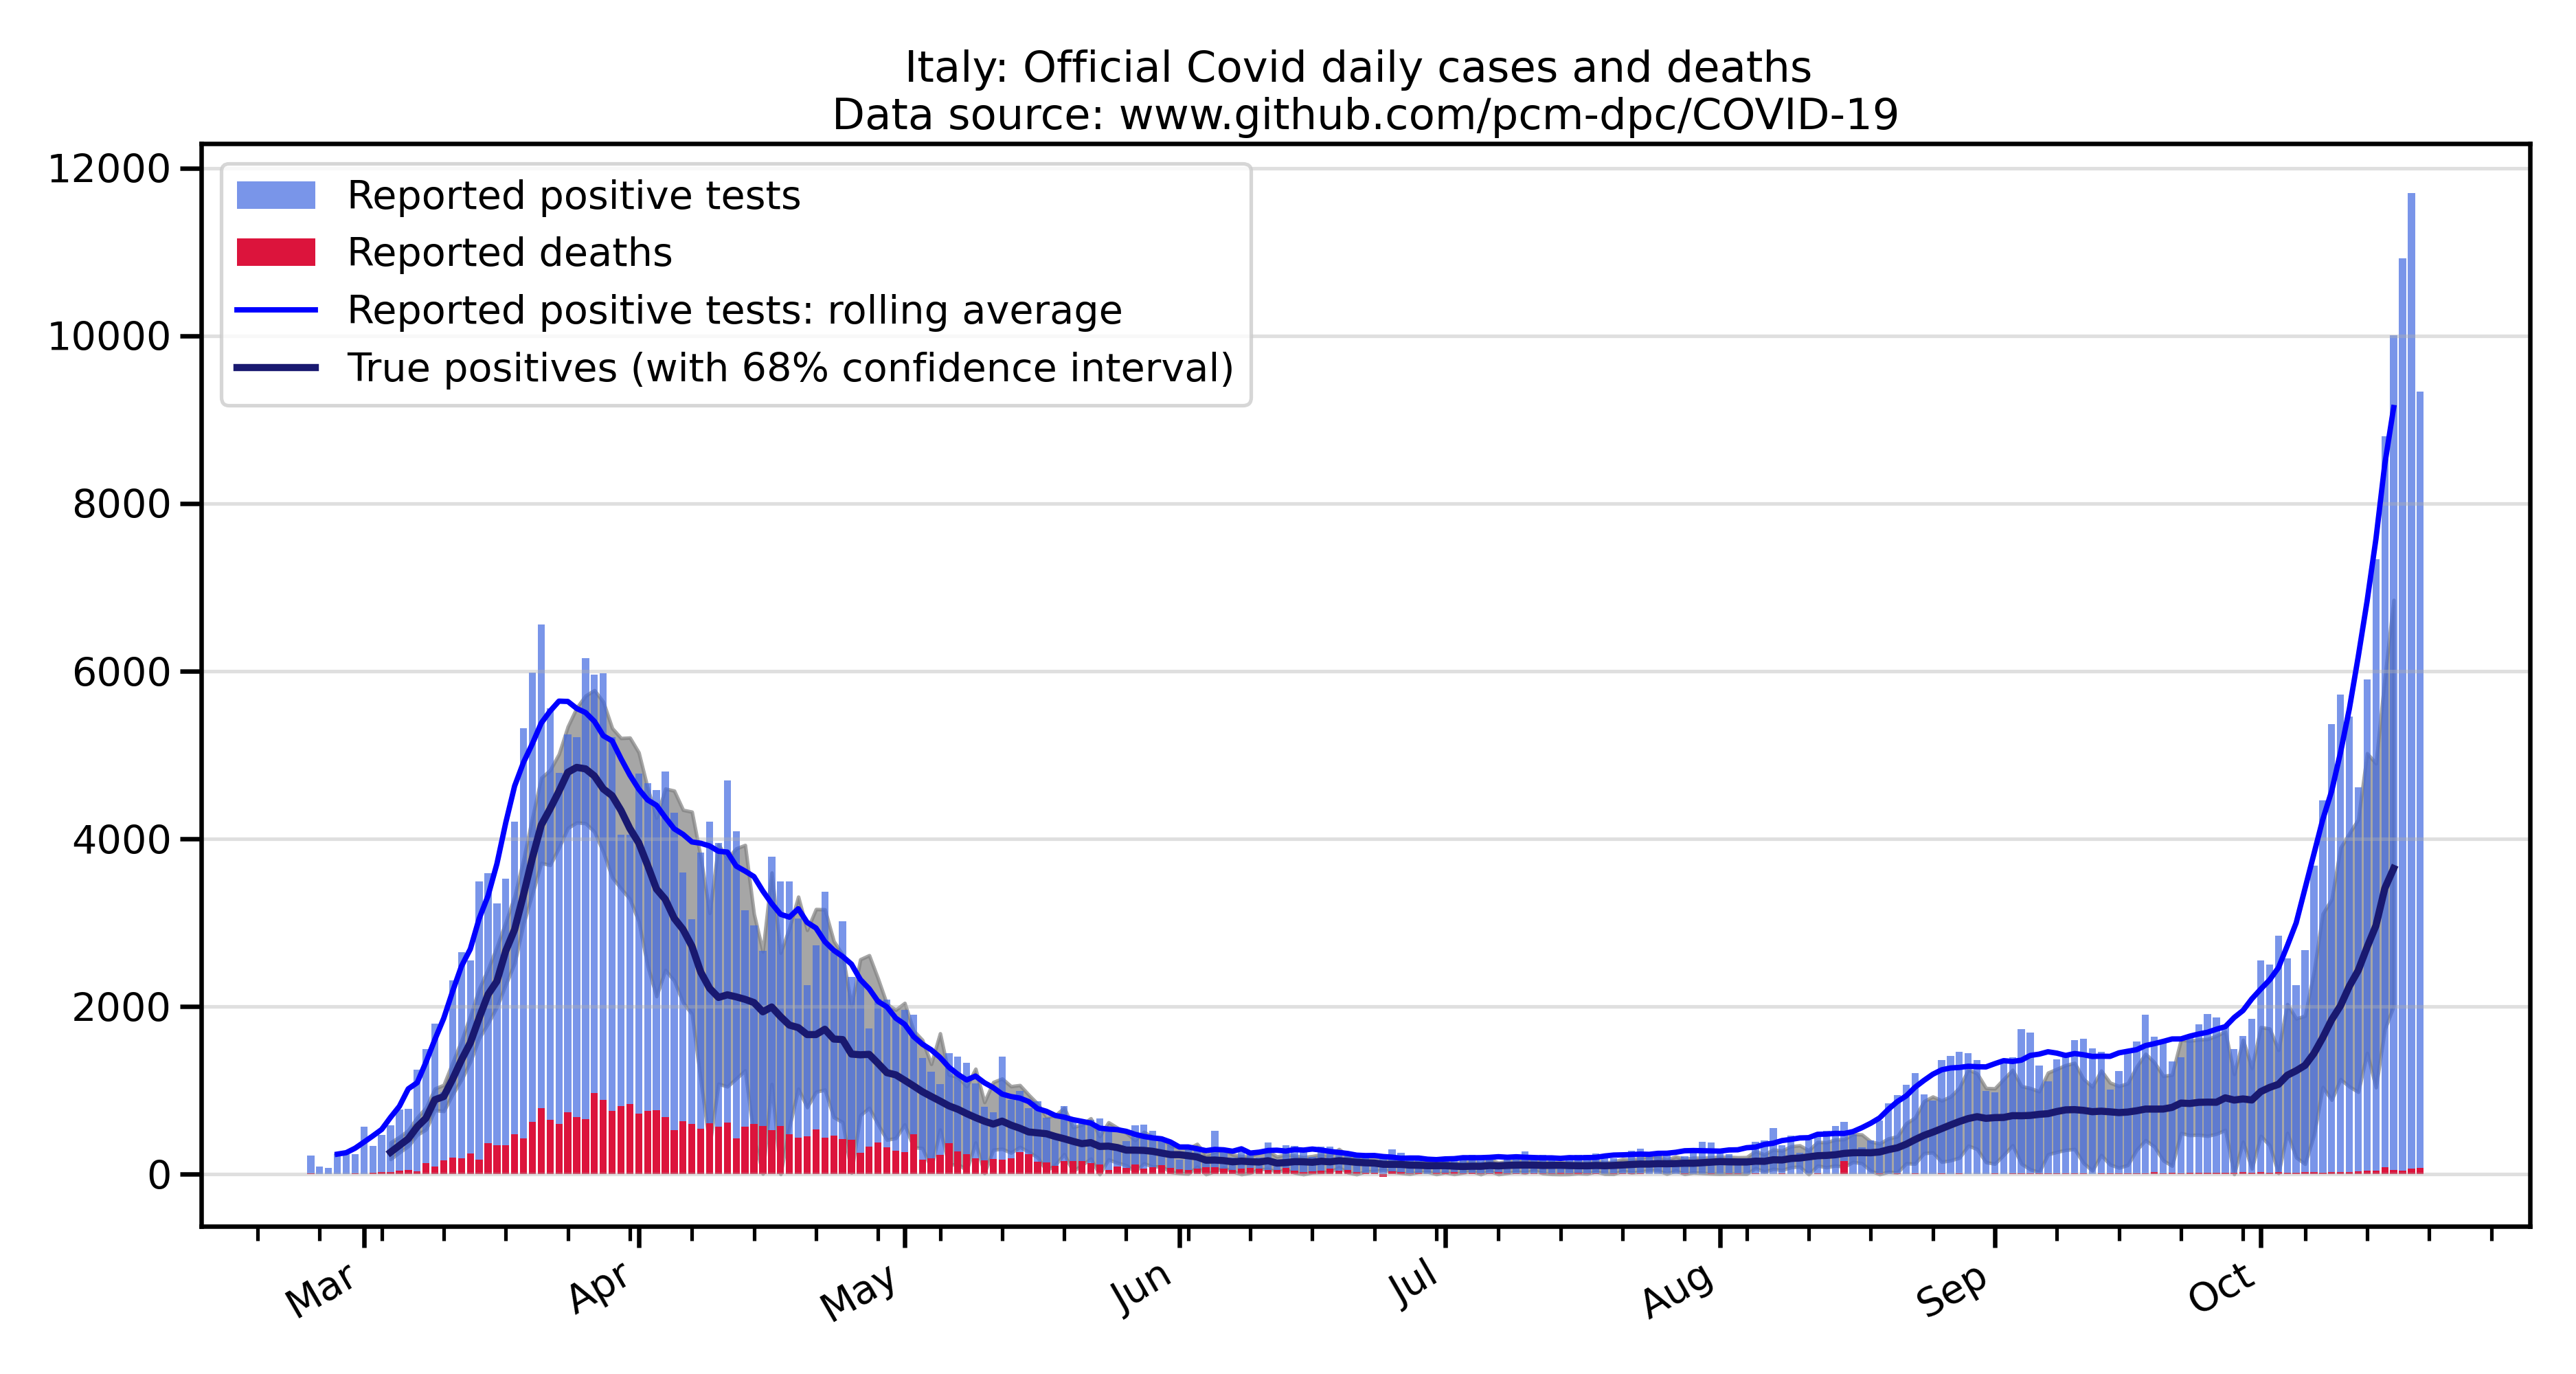 Italy: Official Covid daily cases and deaths
Data source: www.github.com/pcm-dpc/COVID-19
12000
10000
8000
6000
4000
2000
0
Reported positive tests
Reported deaths
Reported positive tests: rolling average
True positives (with 68% confidence interval)
Mar
Apr
May
Jun
Jul
Aug
Sep
Oct